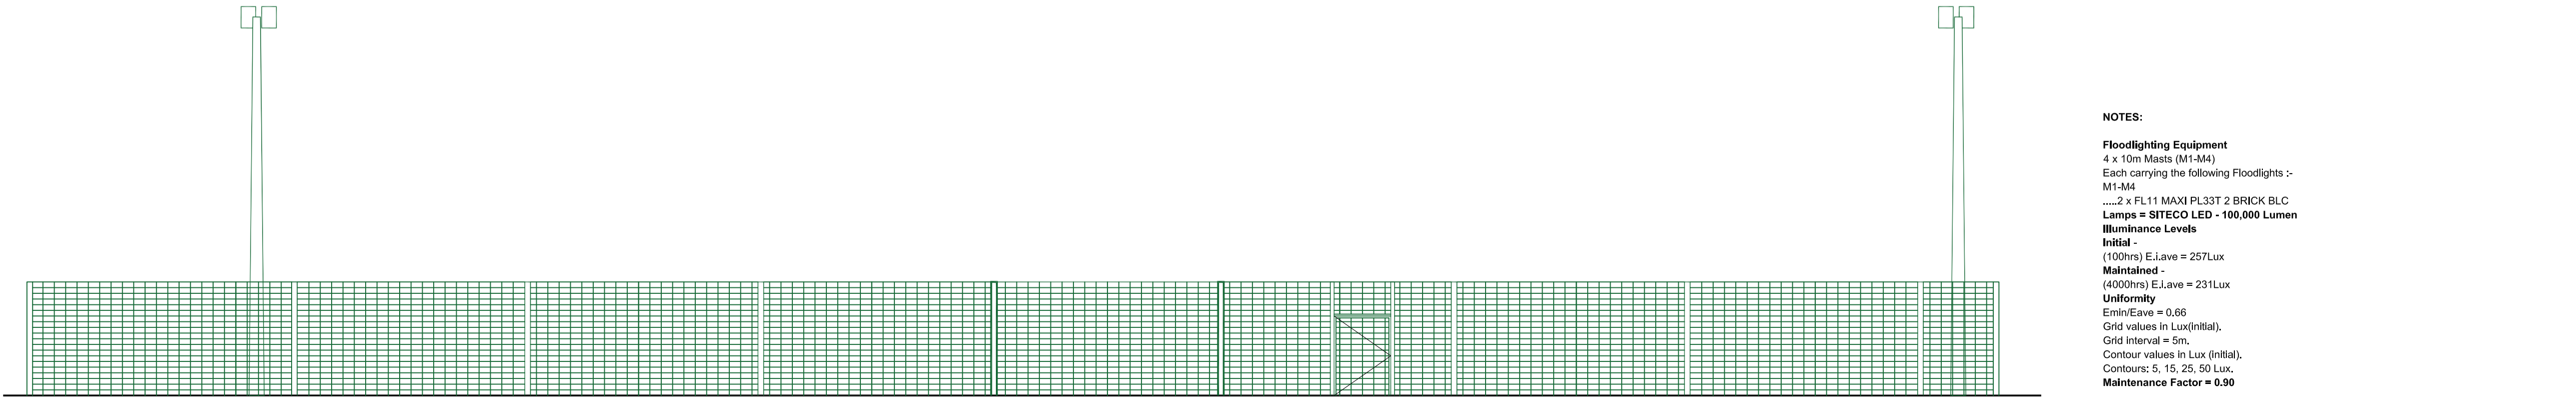 NOTES:
Floodlighting Equipment
4 x 10m Masts (M1-M4)
Each carrying the following Floodlights :-
M1-M4
.....2 x FL11 MAXI PL33T 2 BRICK BLC
Lamps = SITECO LED - 100,000 Lumen
Illuminance Levels
Initial -
(100hrs) E.i.ave = 257Lux
Maintained -
(4000hrs) E.i.ave = 231Lux
Uniformity
Emin/Eave = 0.66
Grid values in Lux(initial).
Grid interval = 5m.
Contour values in Lux (initial).
Contours: 5, 15, 25, 50 Lux.
Maintenance Factor = 0.90